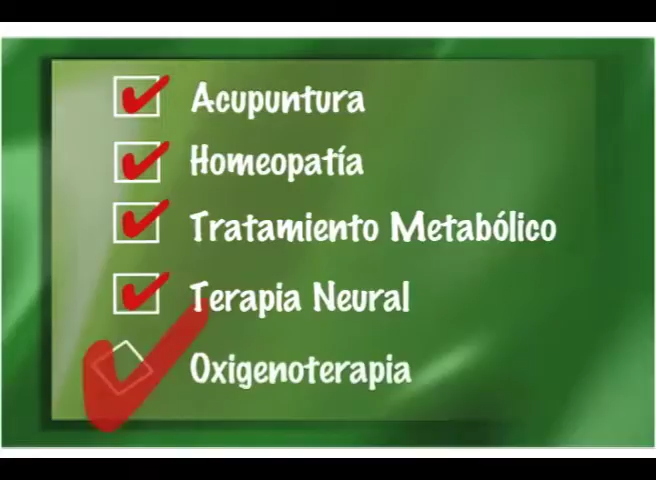 Acupuntura
Homeopatía
Tratamiento Metabólico
Terapia Neural
Oxigenoterapia